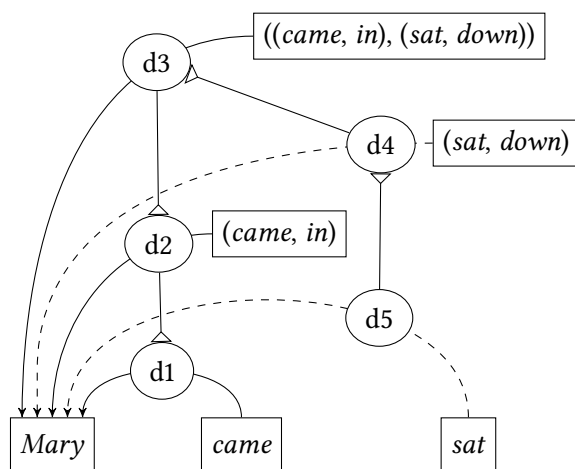 ((came, in), (sat, down))
d3
d4
(sat, down)
(came, in)
d2
d5
d1
Mary
came
sat